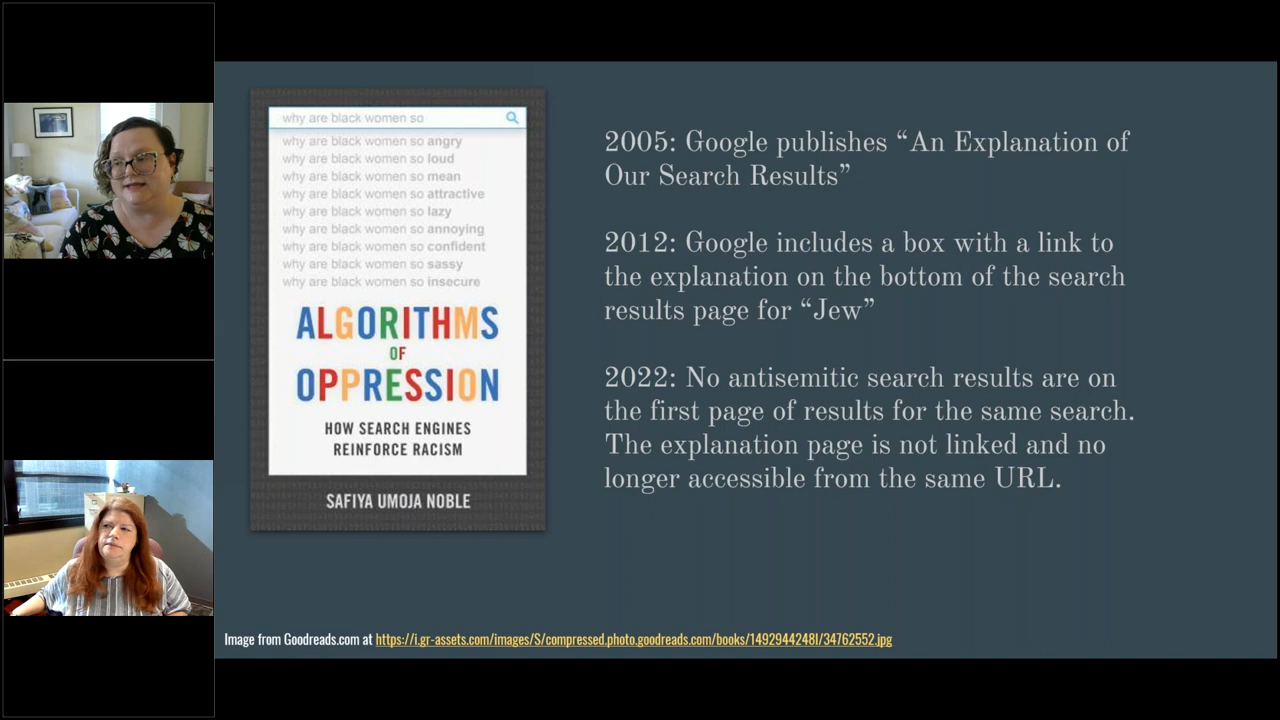 why are black women so
why are black women so angry
why are black women so loud
why are black women so mean
why are black women so attractive
why are black women so lazy
why are black women so annoying
why are black women so confident
why are black women so sassy
why are black women so insecure
ALGORITHMS
OF
OPPRESSION
HOW SEARCH ENGINES
REINFORCE RACISM
SAFIYA UMOJA NOBLE
2005: Google publishes “An Explanation of
Our Search Results”
2012: Google includes a box with a link to
the explanation on the bottom of the search
results page for “Jew”
2022: No antisemitic search results are on
the first page of results for the same search.
The explanation page is not linked and no
longer accessible from the same URL.
Image from Goodreads.com at https://i.gr-assets.com/images/S/compressed.photo.goodreads.com/books/1492944248l/34762552.jpg